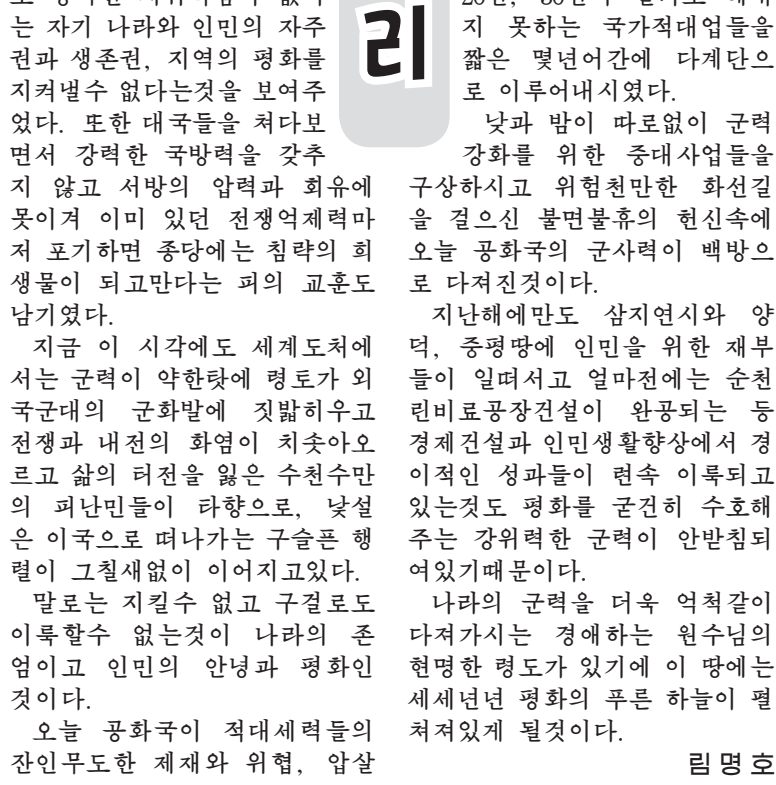 는 자기 나라와 인민의 자주
권과 생존권, 지역의 평화를
지켜낼수 없다는것을 보여주
었다. 또한 대국들을 쳐다보
면서 강력한 국방력을 갖추
지 않고 서방의 압력과 회유에
못이겨 이미 있던 전쟁억제력마
저 포기하면 종당에는 침략의 희
생물이 되고만다는 피의 교훈도
남기였다.
지금 이 시각에도 세계도처에
서는 군력이 약한탓에 령토가 외
국군대의 군화발에 짓밟히우고
전쟁과 내전의 화염이 치솟아오
르고 삶의 터전을 잃은 수천수만
의 피난민들이 타향으로, 낯설
은 이국으로 떠나가는 구슬픈 행
렬이 그칠새없이 이어지고있다.
말로는 지킬수 없고 구걸로도
이룩할수 없는것이 나라의 존
엄이고 인민의 안녕과 평화인
것이다.
오늘 공화국이 적대세력들의
잔인무도한 제재와 위협, 압살
리
20년, 30년
지 못하는 국가적대업들을
짧은 몇년어간에 다계단으
로 이루어내시였다.
낮과 밤이 따로없이 군력
강화를 위한 중대사업들을
구상하시고 위험천만한 화선길
을 걸으신 불면불휴의 헌신속에
오늘 공화국의 군사력이 백방으
로 다져진것이다.
지난해에만도 삼지연시와 양
덕, 중평땅에 인민을 위한 재부
들이 일떠서고 얼마전에는 순천
린비료공장건설이 완공되는 등
경제건설과 인민생활향상에서 경
이적인 성과들이 련속 이룩되고
있는것도 평화를 굳건히 수호해
주는 강위력한 군력이 안받침되
여있기때문이다.
나라의 군력을 더욱 억척같이
다져가시는 경애하는 원수님의
현명한 령도가 있기에 이 땅에는
세세년년 평화의 푸른 하늘이 펼
쳐져있게 될것이다.
림명호